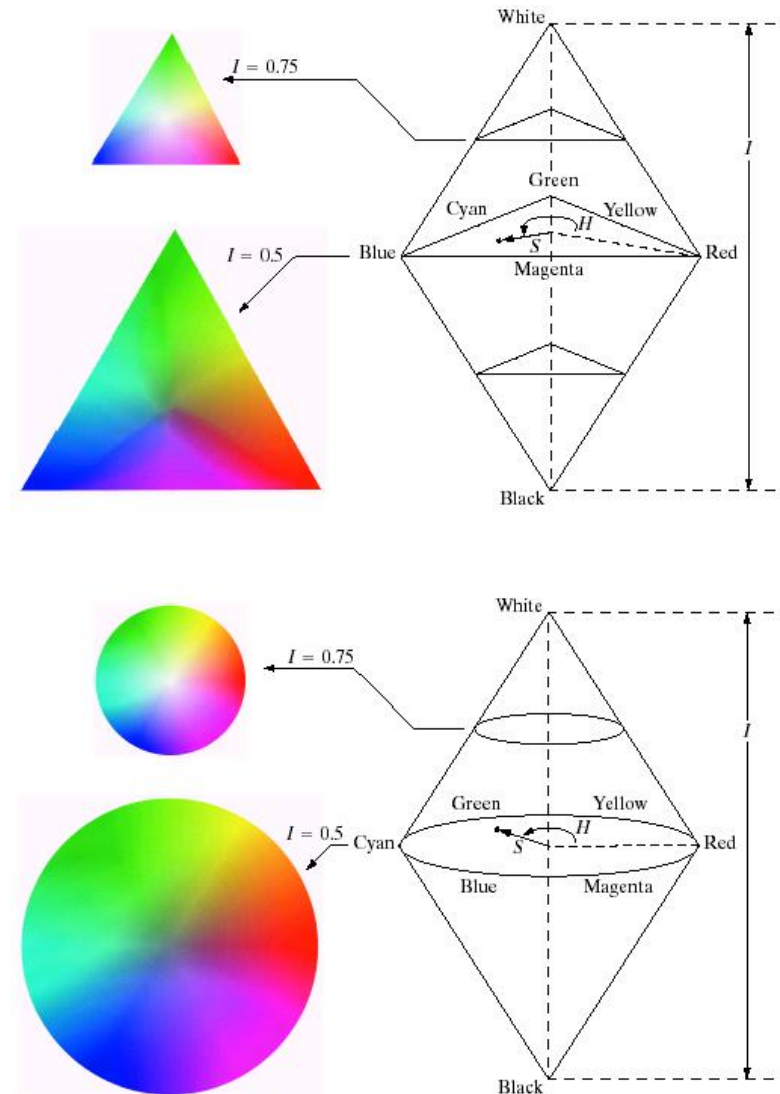 White
I = 0.75
I
Green
Cyan Yellow
H
I = 0.5 Blue S Red
Magenta
Black
White
I = 0.75
I
Green Yellow
I = 0.5 Cyan S H Red
Blue Magenta
Black